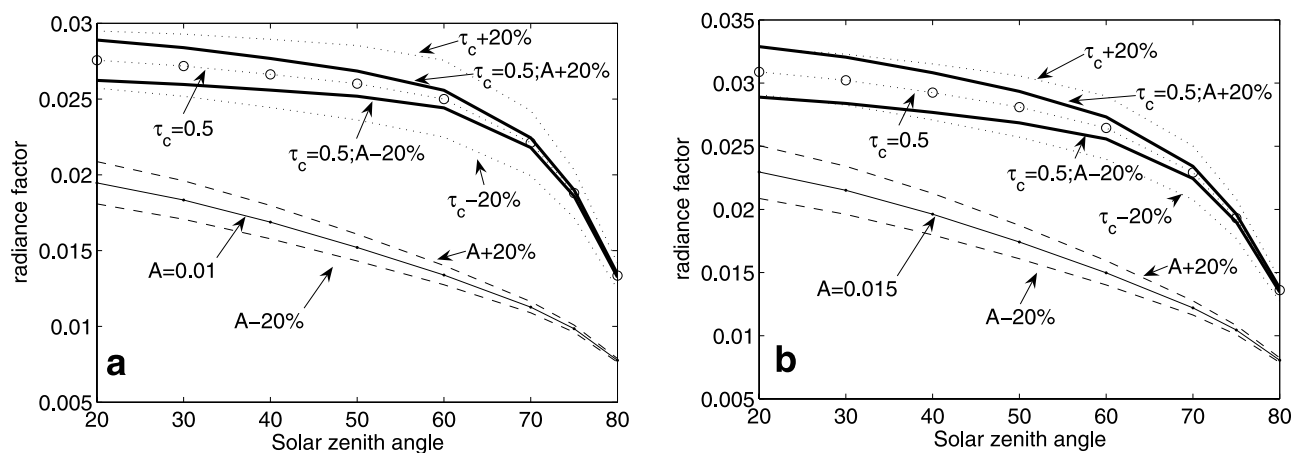 0.03
0.025
0.02
0.015
0.01
0.005
radiance factor
τc+20%
τc=0.5;A+20%
τc=0.5
τc=0.5;A−20%
τc−20%
A+20%
A=0.01
A−20%
a
20 30 40 50 60 70 80
Solar zenith angle
0.04
0.035
0.03
0.025
0.02
0.015
0.01
0.005
radiance factor
τc+20%
τc=0.5;A+20%
τc=0.5
τc=0.5;A−20%
τc−20%
A+20%
A=0.015
A−20%
b
20 30 40 50 60 70 80
Solar zenith angle